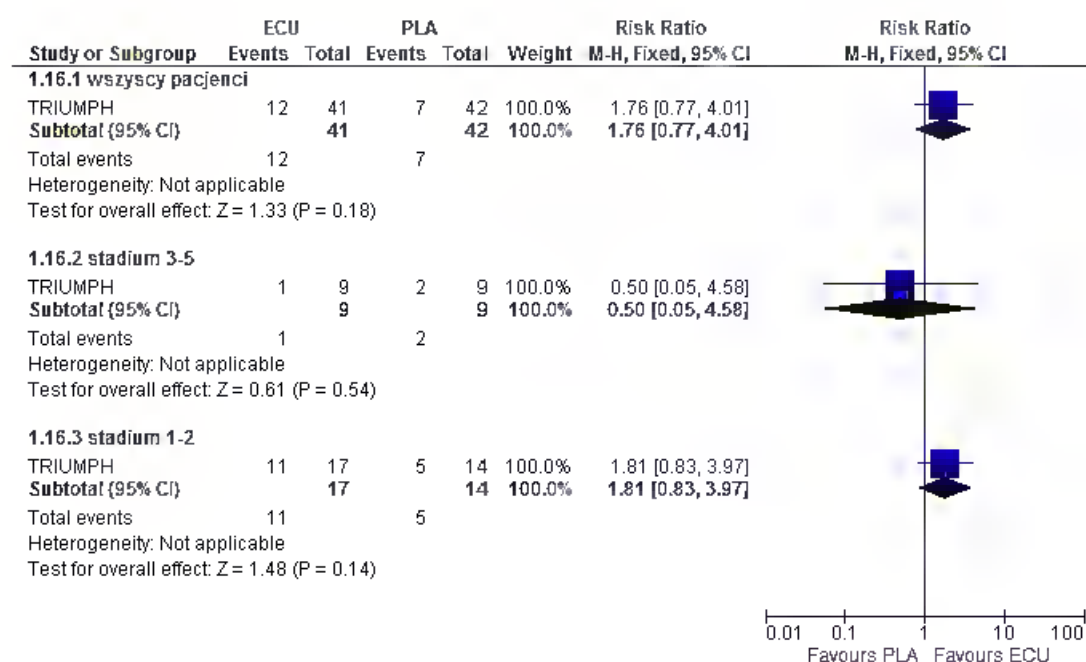 ECU PLA Risk Ratio Risk Ratio
Study or Subgroup Events Total Events Total Weight M-H, Fixed, 95% CI M-H, Fixed, 95% CI
1.16.1 wszyscy pacjenci
TRIUMPH 12 41 7 42 100.0% 1.76 [0.77, 4.01]
Subtotal (95% CI) 41 42 100.0% 1.76 [0.77, 4.01]
Total events 12 7
Heterogeneity: Not applicable
Test for overall effect: Z = 1.33 (P = 0.18)
1.16.2 stadium 3-5
TRIUMPH 1 9 2 9 100.0% 0.50 [0.05, 4.58]
Subtotal (95% CI) 9 9 100.0% 0.50 [0.05, 4.58]
Total events 1 2
Heterogeneity: Not applicable
Test for overall effect: Z = 0.61 (P = 0.54)
1.16.3 stadium 1-2
TRIUMPH 11 17 5 14 100.0% 1.81 [0.83, 3.97]
Subtotal (95% CI) 17 14 100.0% 1.81 [0.83, 3.97]
Total events 11 5
Heterogeneity: Not applicable
Test for overall effect: Z = 1.48 (P = 0.14)
0.01 0.1 1 10 100
Favours PLA Favours ECU